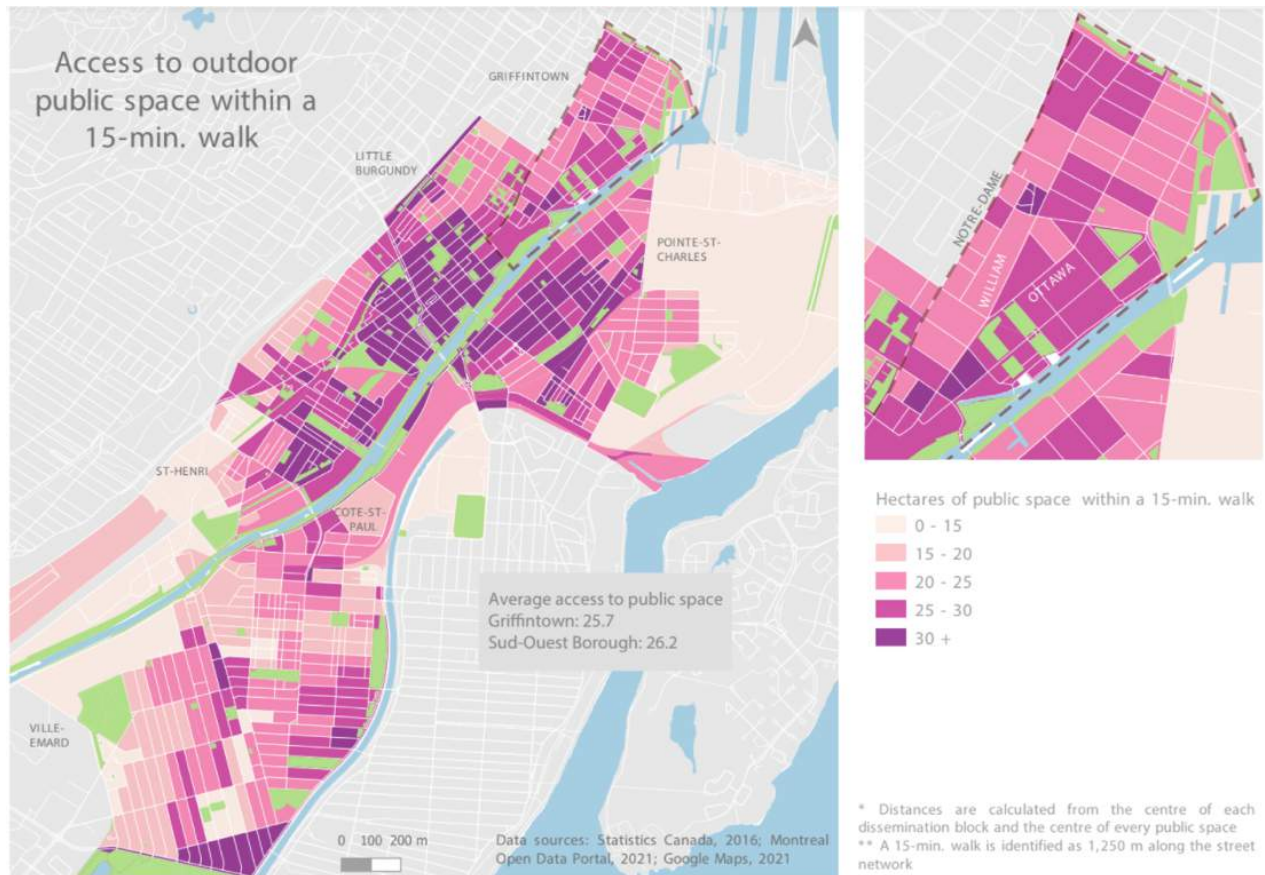 Access to outdoor
public space within a
15-min. walk
GRIFFINTOWN
LITTLE
BURGUNDY
POINTE-ST-
CHARLES
ST-HENRI
COTE-ST-
PAUL
VILLE-
EMARD
Average access to public space
Griffintown: 25.7
Sud-Ouest Borough: 26.2
0 100 200 m
Data sources: Statistics Canada, 2016; Montreal
Open Data Portal, 2021; Google Maps, 2021
NOTRE-DAME
WILLIAM
OTTAWA
Hectares of public space within a 15-min. walk
0 - 15
15 - 20
20 - 25
25 - 30
30 +
* Distances are calculated from the centre of each
dissemination block and the centre of every public space
** A 15-min. walk is identified as 1,250 m along the street
network